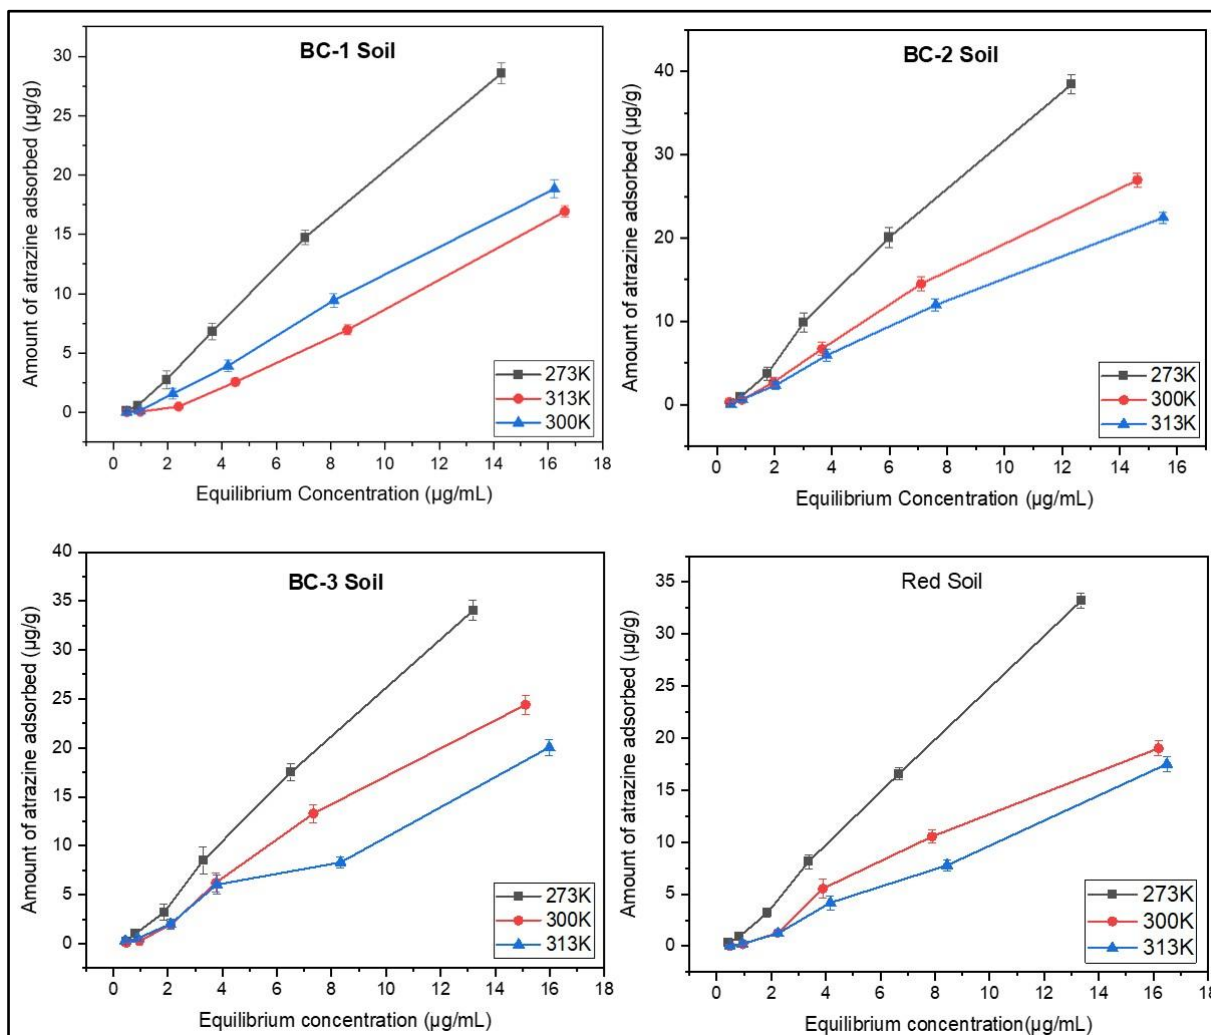 BC-1 Soil
Amount of atrazine adsorbed (µg/g)
30
25
20
15
10
5
0
273K
313K
300K
0 2 4 6 8 10 12 14 16 18
Equilibrium Concentration (µg/mL)
BC-2 Soil
Amount of atrazine adsorbed (µg/g)
40
30
20
10
0
273K
300K
313K
0 2 4 6 8 10 12 14 16
Equilibrium Concentration (µg/mL)
BC-3 Soil
Amount of atrazine adsorbed (µg/g)
40
35
30
25
20
15
10
5
0
273K
300K
313K
0 2 4 6 8 10 12 14 16 18
Equilibrium concentration (µg/mL)
Red Soil
Amount of atrazine adsorbed (µg/g)
35
30
25
20
15
10
5
0
273K
300K
313K
0 2 4 6 8 10 12 14 16 18
Equilibrium concentration(µg/mL)